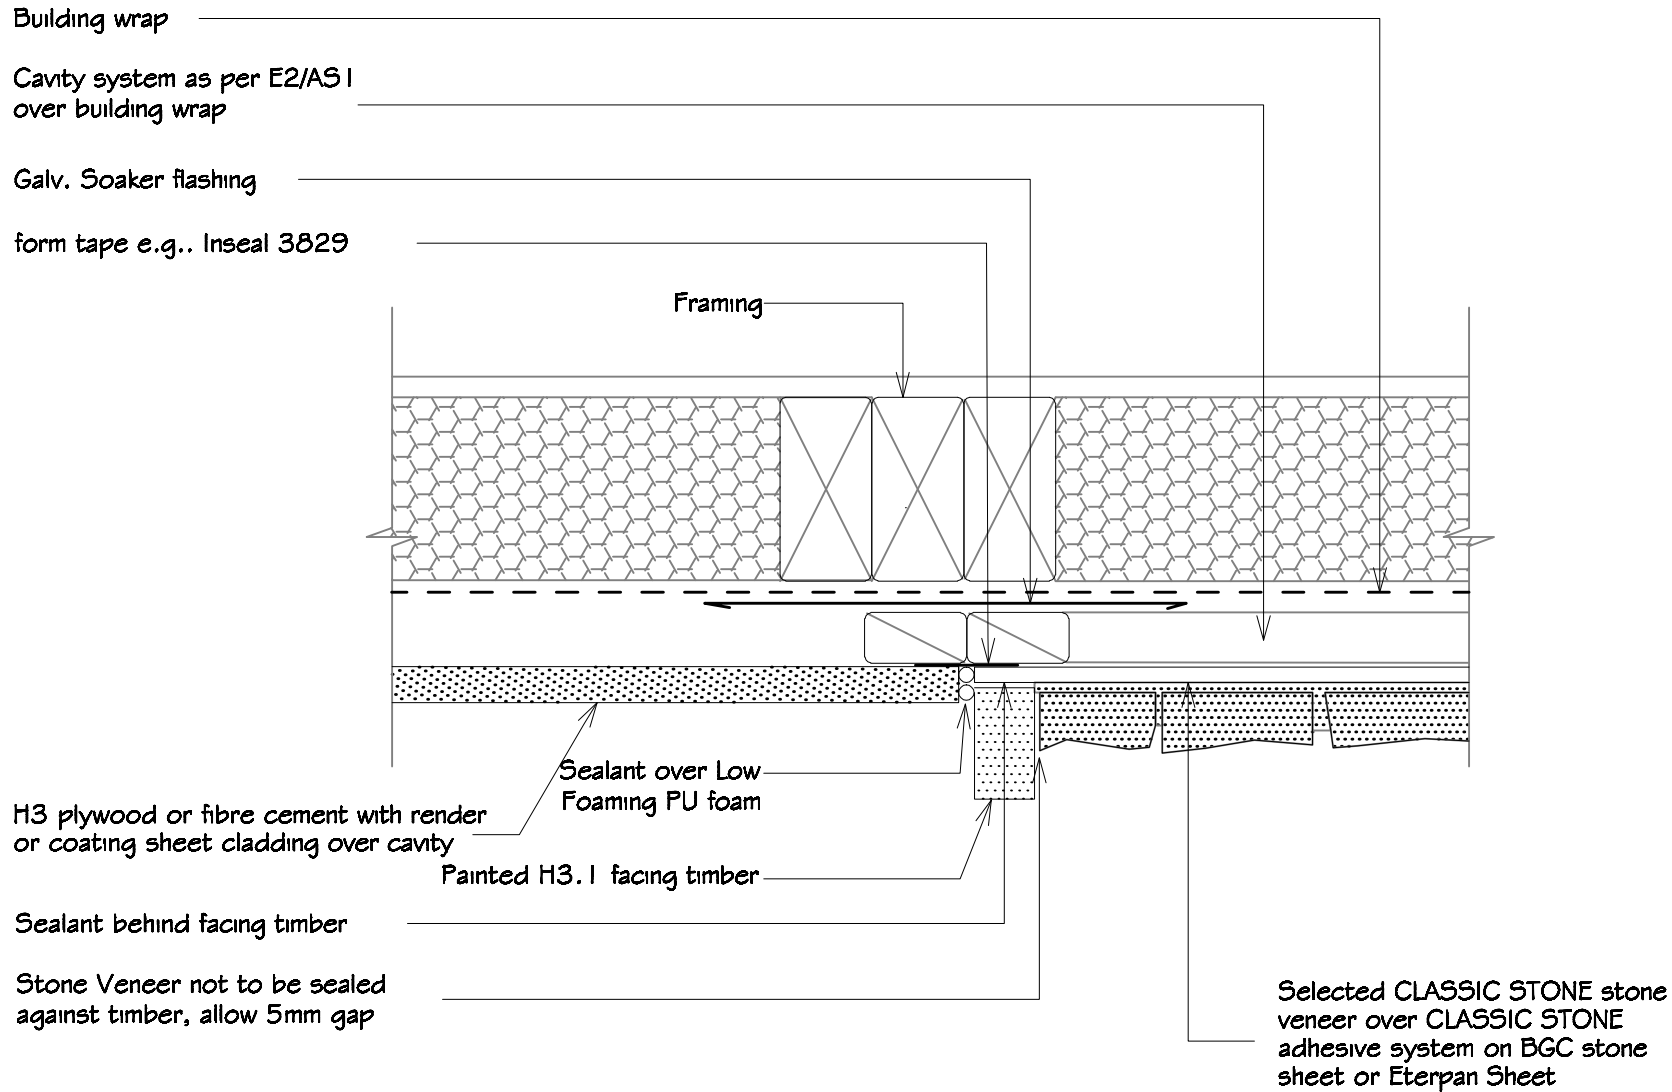 Building wrap
Cavity system as per E2/AS1
over building wrap
Galv. Soaker flashing
form tape e.g.. Inseal 3829
Framing
Sealant over Low
Foaming PU foam
H3 plywood or fibre cement with render
or coating sheet cladding over cavity
Painted H3.1 facing timber
Sealant behind facing timber
Stone Veneer not to be sealed
against timber, allow 5mm gap
Selected CLASSIC STONE stone
veneer over CLASSIC STONE
adhesive system on BGC stone
sheet or Eterpan Sheet